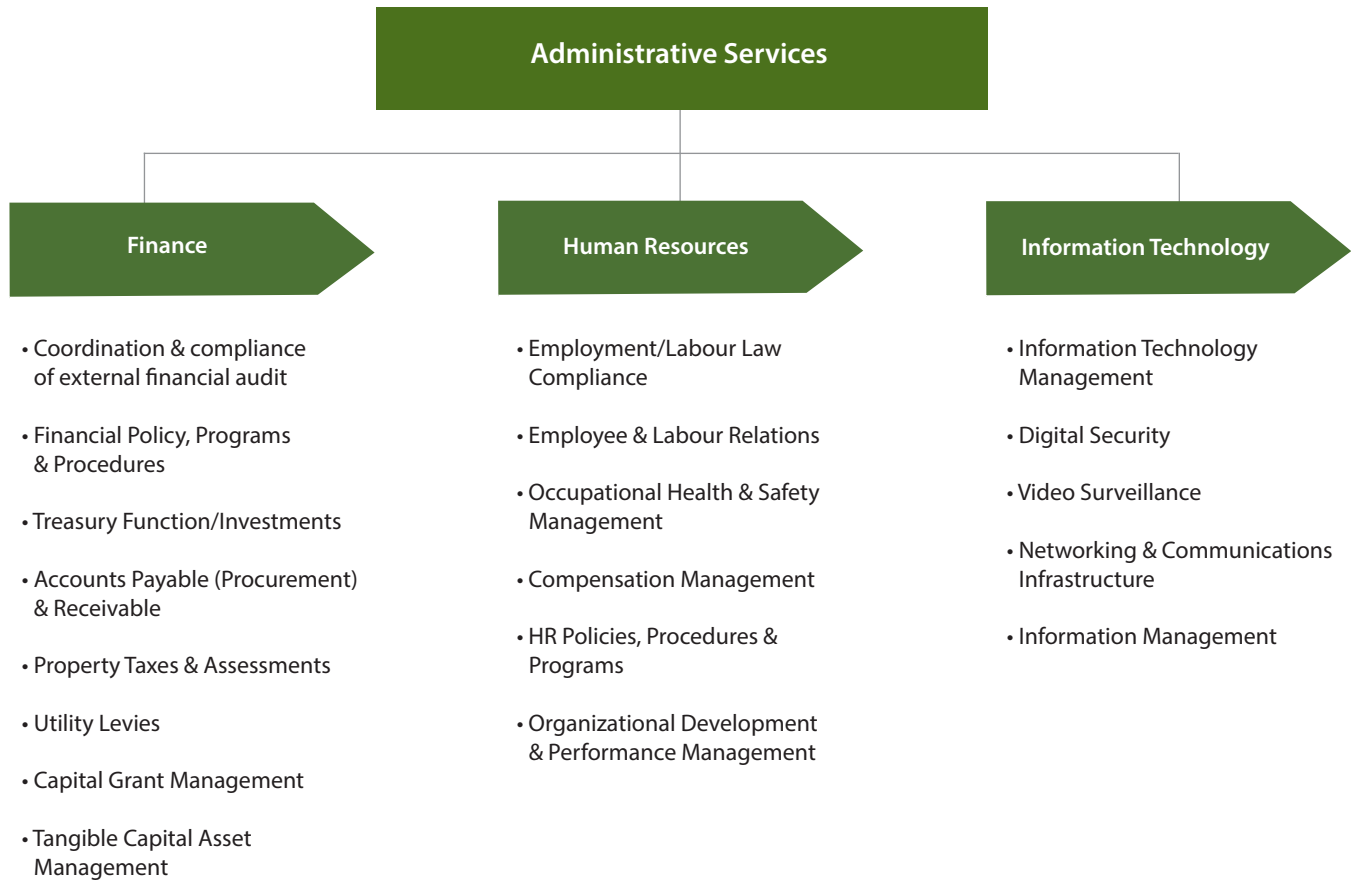 Administrative Services
Finance
• Coordination & compliance
of external financial audit
• Financial Policy, Programs
& Procedures
• Treasury Function/Investments
• Accounts Payable (Procurement)
& Receivable
• Property Taxes & Assessments
• Utility Levies
• Capital Grant Management
• Tangible Capital Asset
Management
Human Resources
• Employment/Labour Law
Compliance
• Employee & Labour Relations
• Occupational Health & Safety
Management
• Compensation Management
• HR Policies, Procedures &
Programs
• Organizational Development
& Performance Management
Information Technology
• Information Technology
Management
• Digital Security
• Video Surveillance
• Networking & Communications
Infrastructure
• Information Management